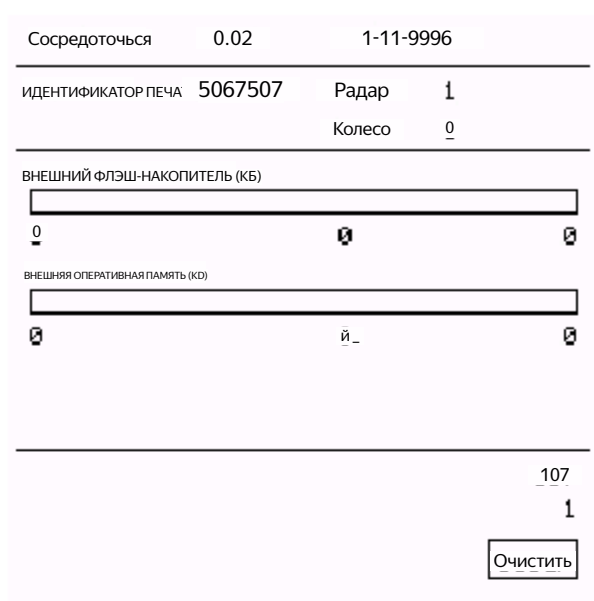 Сосредоточься 0.02 1-11-9996
ИДЕНТИФИКАТОР ПЕЧА 5067507 Радар 1
Колесо 0
ВНЕШНИЙ ФЛЭШ-НАКОПИТЕЛЬ (КБ)
0 0 0
ВНЕШНЯЯ ОПЕРАТИВНАЯ ПАМЯТЬ (KD)
0 й_ 0
107
1
Очистить